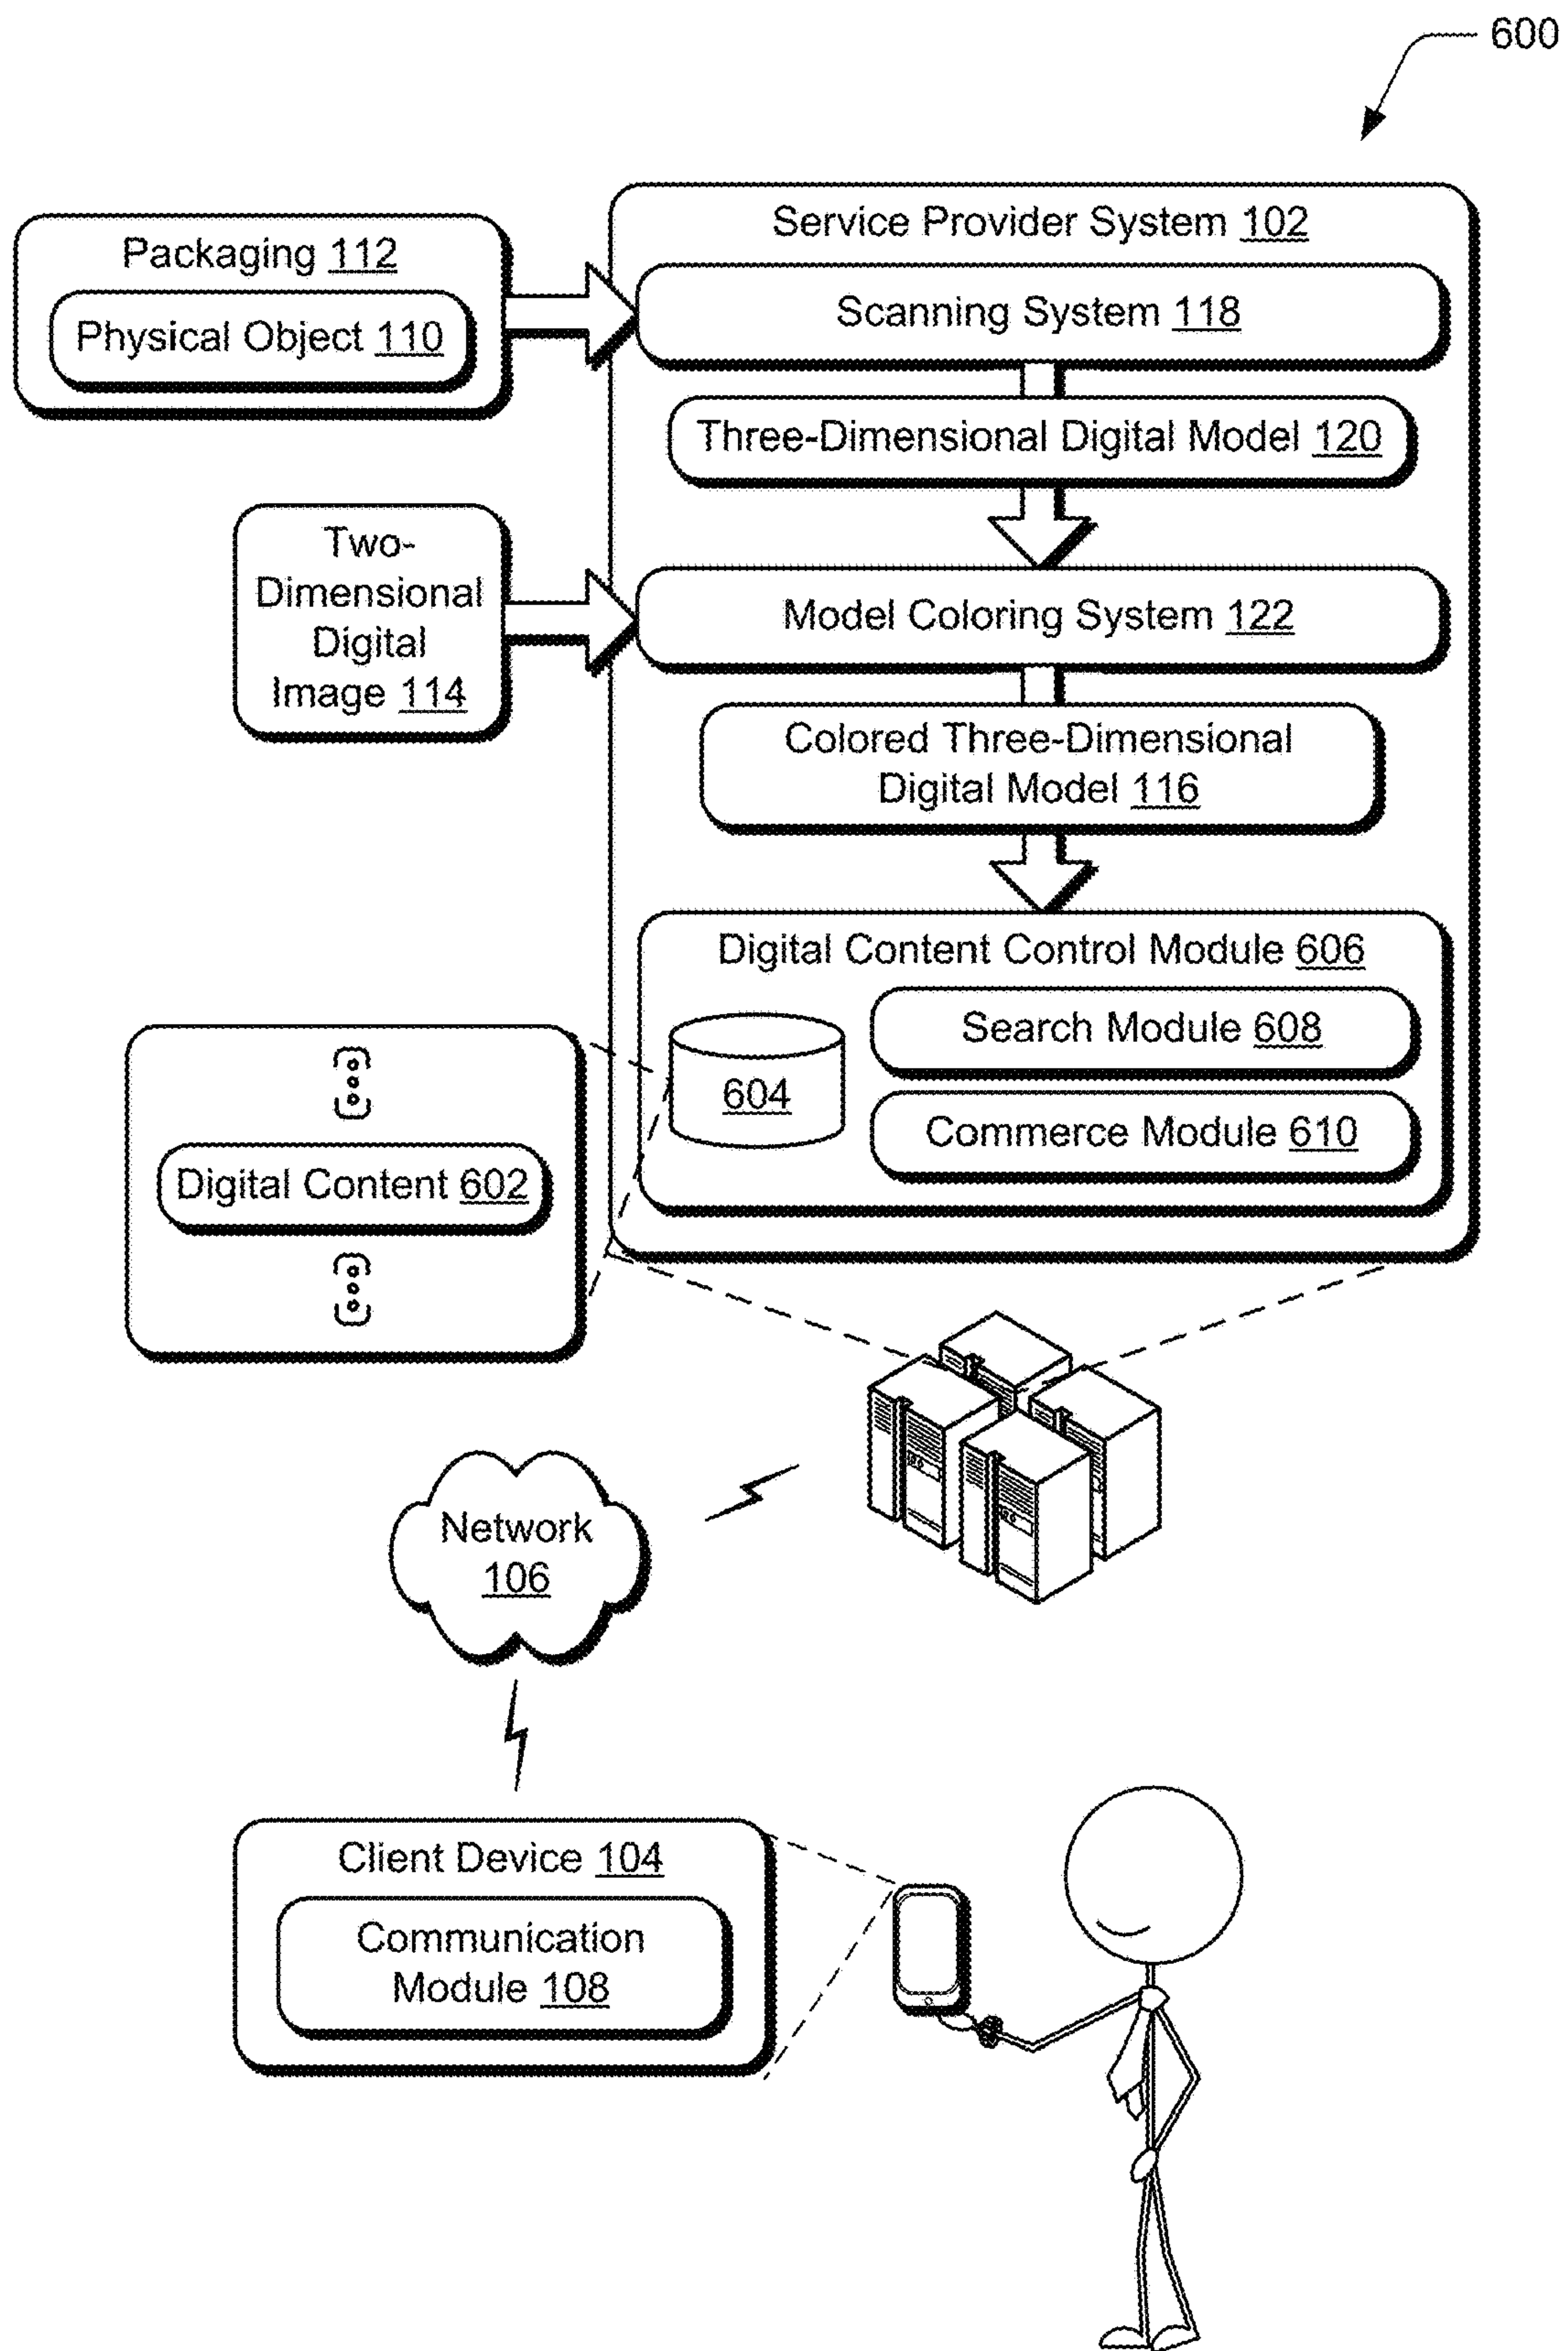 600
Service Provider System 102
Packaging 112
Physical Object 110
Scanning System 118
Three-Dimensional Digital Model 120
Two-
Dimensional
Digital
Image 114
Model Coloring System 122
Colored Three-Dimensional
Digital Model 116
Digital Content Control Module 606
Search Module 608
604
Commerce Module 610
Digital Content 602
Network
106
Client Device 104
Communication
Module 108